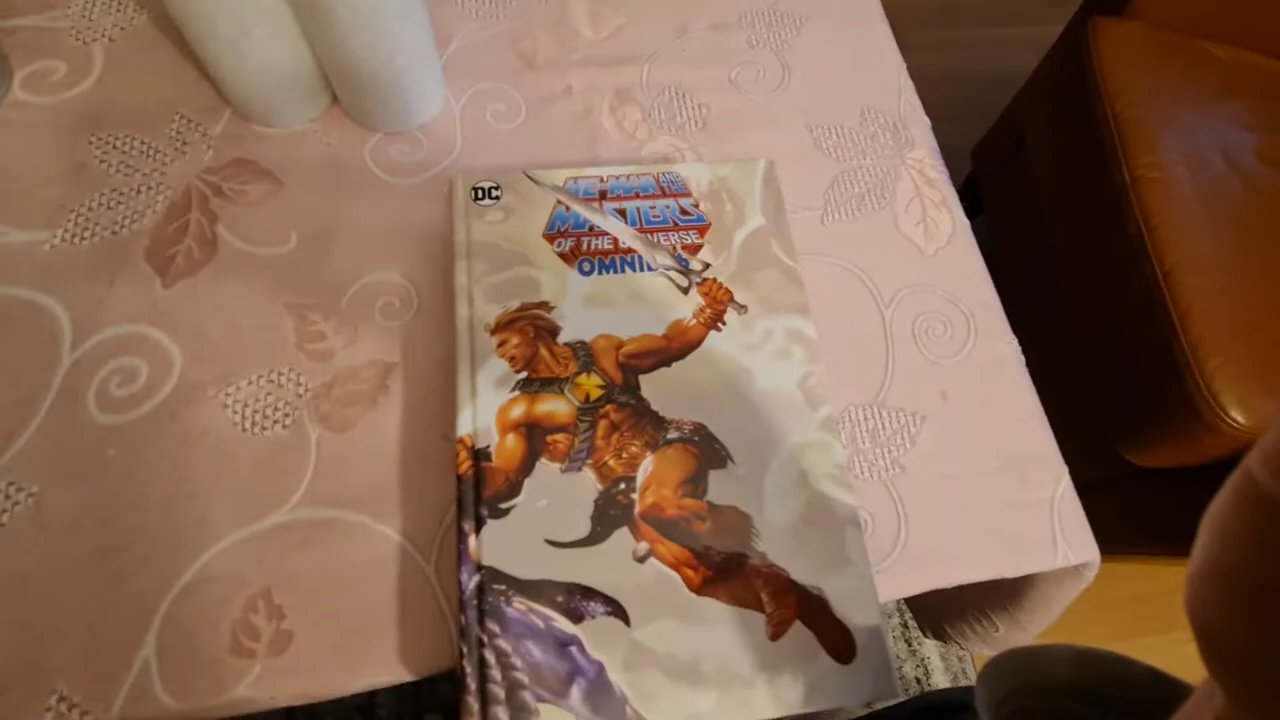 DC
HE-MAN AND THE
MASTERS
OF THE UNIVERSE
OMNIBUS